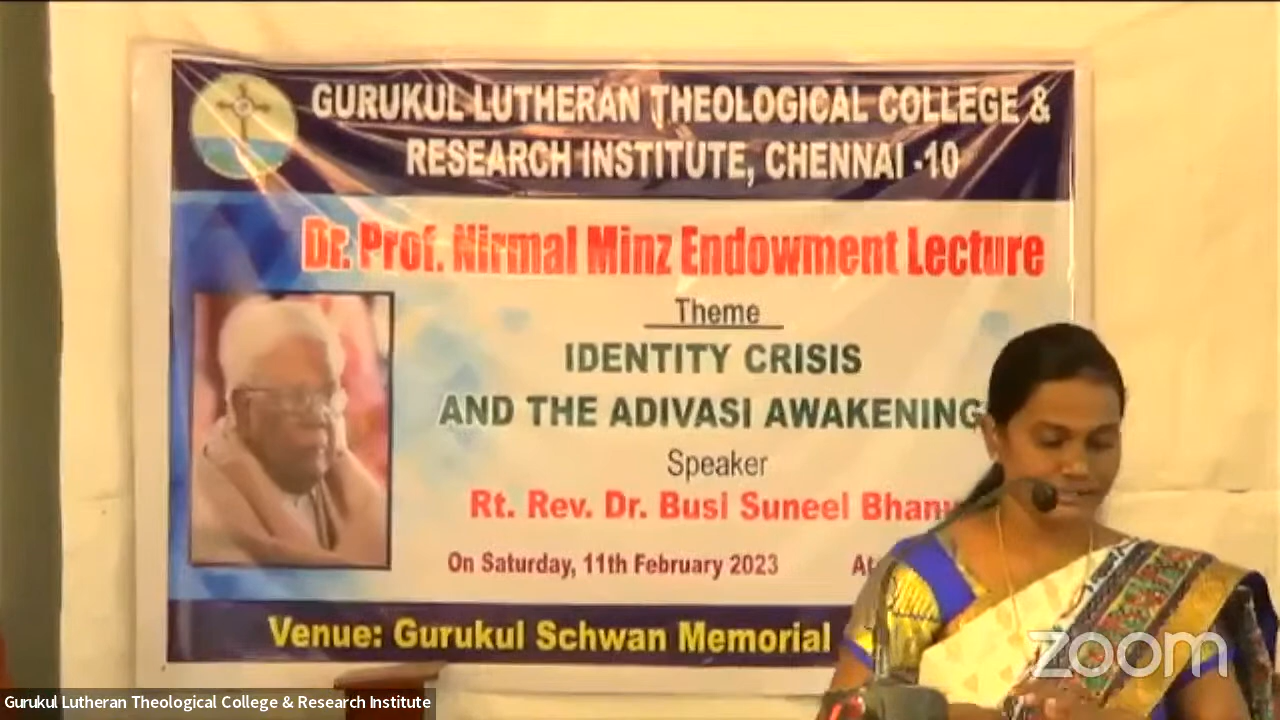 GURUKUL LUTHERAN THEOLOGICAL COLLEGE &
RESEARCH INSTITUTE, CHENNAI -10
Dr. Prof. Nirmal Minz Endowment Lecture
Theme
IDENTITY CRISIS
AND THE ADIVASI AWAKENING
Speaker
Rt. Rev. Dr. Busi Suneel Bhanu
On Saturday, 11th February 2023 At
Venue: Gurukul Schwan Memorial
zoom
Gurukul Lutheran Theological College & Research Institute